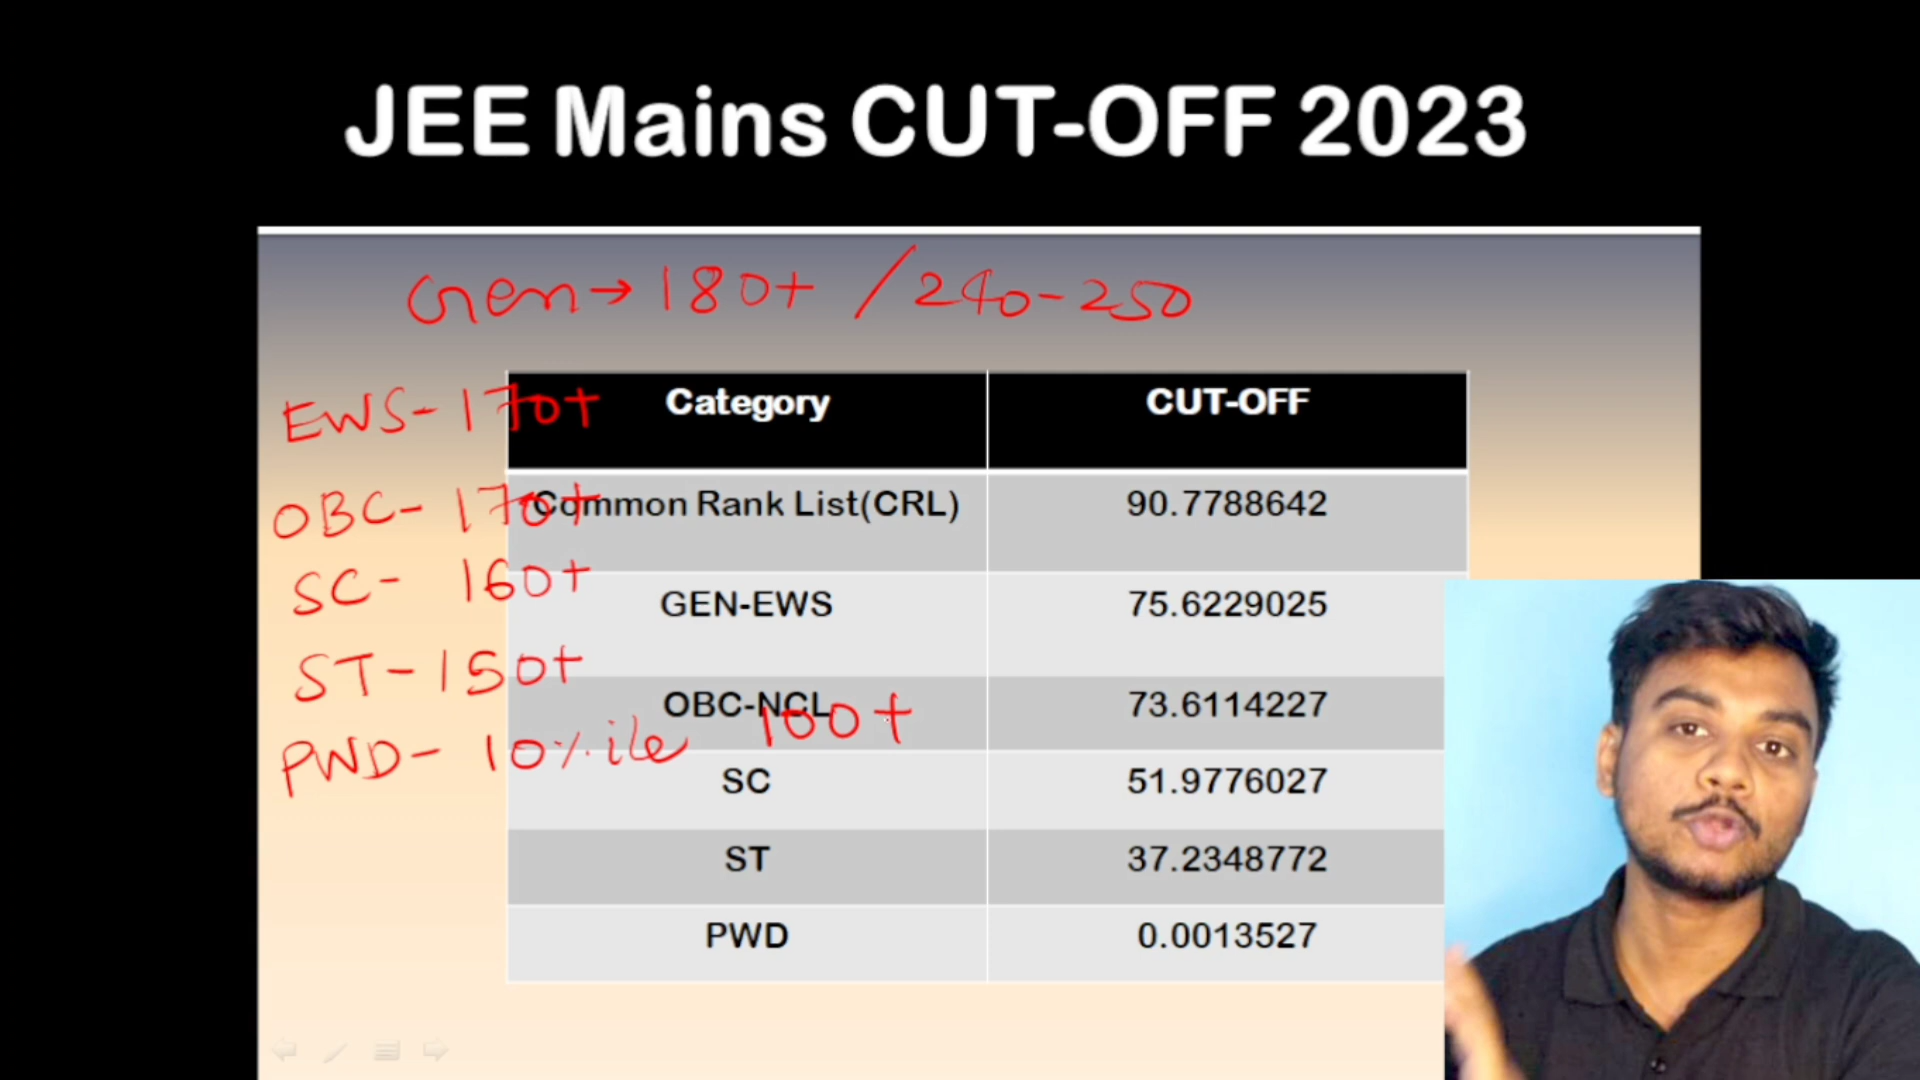 JEE Mains CUT-OFF 2023
Gen→180+ / 240-250
EWS-170+
Category CUT-OFF
OBC-170+
Common Rank List(CRL) 90.7788642
SC- 160+
GEN-EWS 75.6229025
ST-150+
OBC-NCL 73.6114227
PWD- 10%ile 100+
SC 51.9776027
ST 37.2348772
PWD 0.0013527